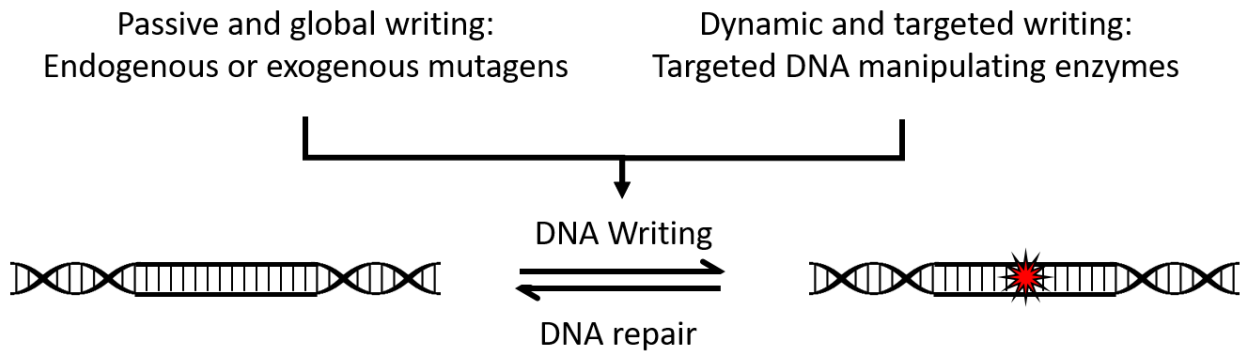 Passive and global writing:
Endogenous or exogenous mutagens
Dynamic and targeted writing:
Targeted DNA manipulating enzymes
DNA Writing
DNA repair